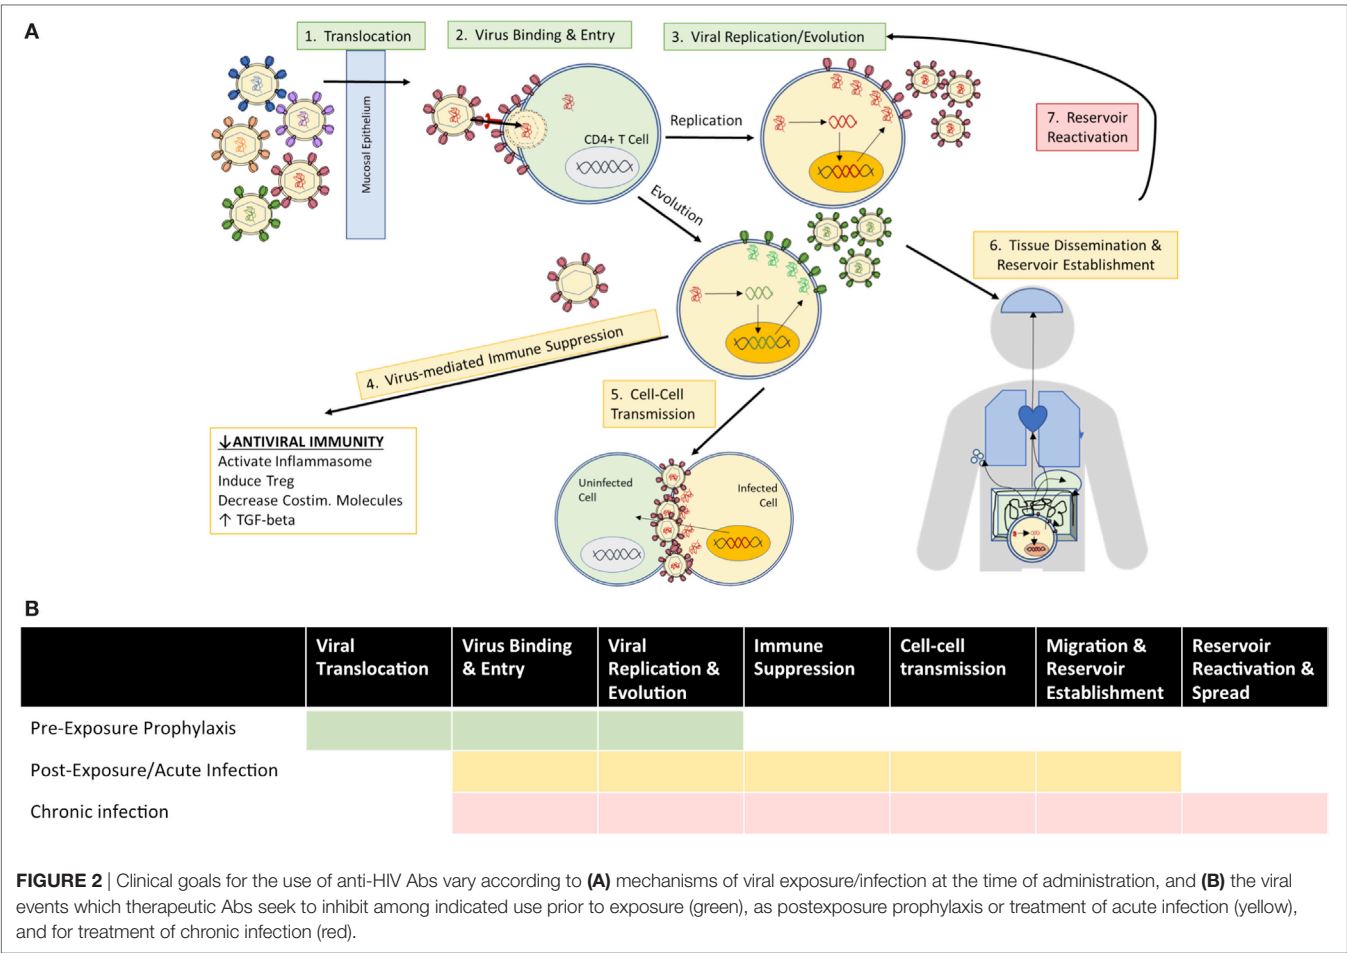 A
1. Translocation
2. Virus Binding & Entry
3. Viral Replication/Evolution
Mucosal Epithelium
CD4+ T Cell
Replication
Evolution
7. Reservoir
Reactivation
6. Tissue Dissemination &
Reservoir Establishment
4. Virus-mediated Immune Suppression
5. Cell-Cell
Transmission
↓ANTIVIRAL IMMUNITY
Activate Inflammasome
Induce Treg
Decrease Costim. Molecules
↑ TGF-beta
Uninfected
Cell
Infected
Cell
B
Viral
Translocation
Virus Binding
& Entry
Viral
Replication &
Evolution
Immune
Suppression
Cell-cell
transmission
Migration &
Reservoir
Establishment
Reservoir
Reactivation &
Spread
Pre-Exposure Prophylaxis
Post-Exposure/Acute Infection
Chronic infection
FIGURE 2 | Clinical goals for the use of anti-HIV Abs vary according to (A) mechanisms of viral exposure/infection at the time of administration, and (B) the viral
events which therapeutic Abs seek to inhibit among indicated use prior to exposure (green), as postexposure prophylaxis or treatment of acute infection (yellow),
and for treatment of chronic infection (red).